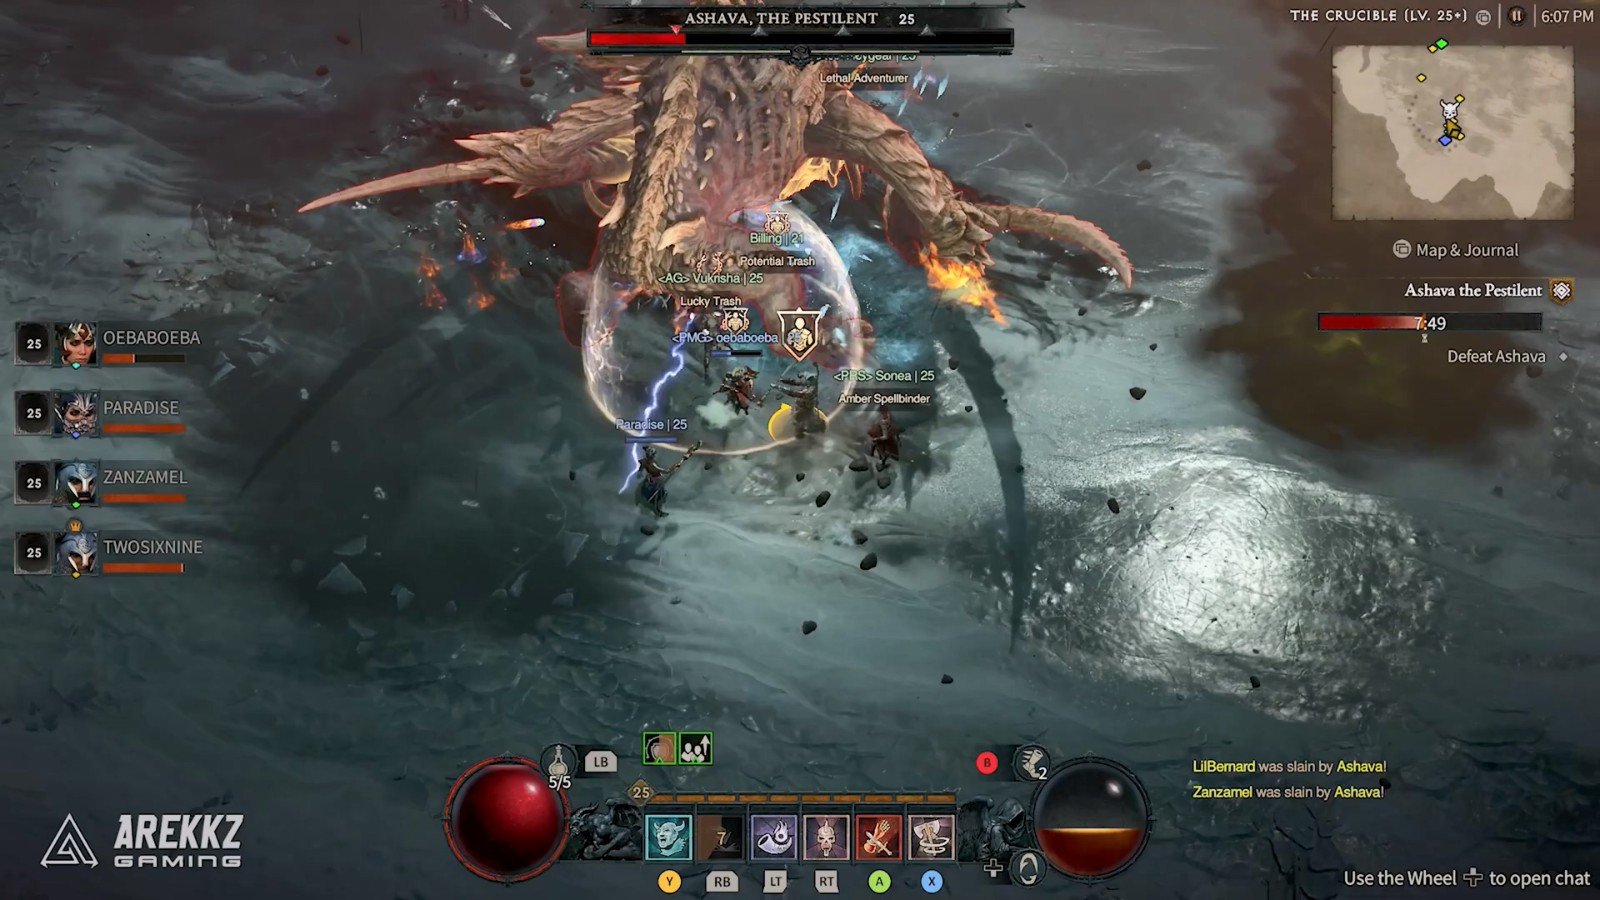 ASHAVA, THE PESTILENT 25
THE CRUCIBLE (LV. 25+)
6:07 PM
Lethal Adventurer
Billing | 21
Potential Trash
<AG> Vukrisha | 25
Lucky Trash
<PMG> oebaboeba
<PRS> Sonea | 25
Amber Spellbinder
Paradise | 25
Map & Journal
Ashava the Pestilent
7:49
Defeat Ashava
25 OEBABOEBA
25 PARADISE
25 ZANZAMEL
25 TWOSIXNINE
5/5
LB
B
2
25
7
Y
RB
LT
RT
A
X
LilBernard was slain by Ashava!
Zanzamel was slain by Ashava!
Use the Wheel to open chat
AREKKZ
GAMING